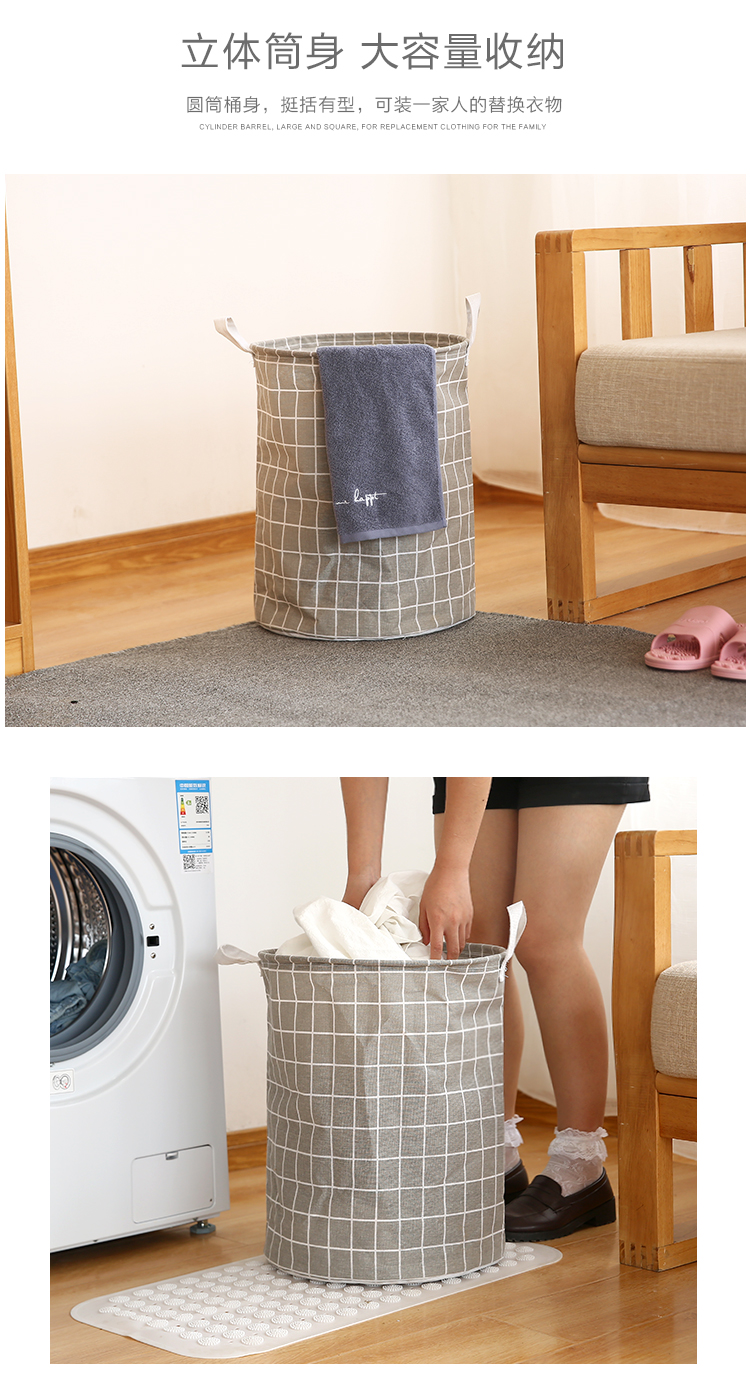 立体筒身 大容量收纳
圆筒桶身，挺括有型，可装一家人的替换衣物
CYLINDER BARREL, LARGE AND SQUARE, FOR REPLACEMENT CLOTHING FOR THE FAMILY
happy